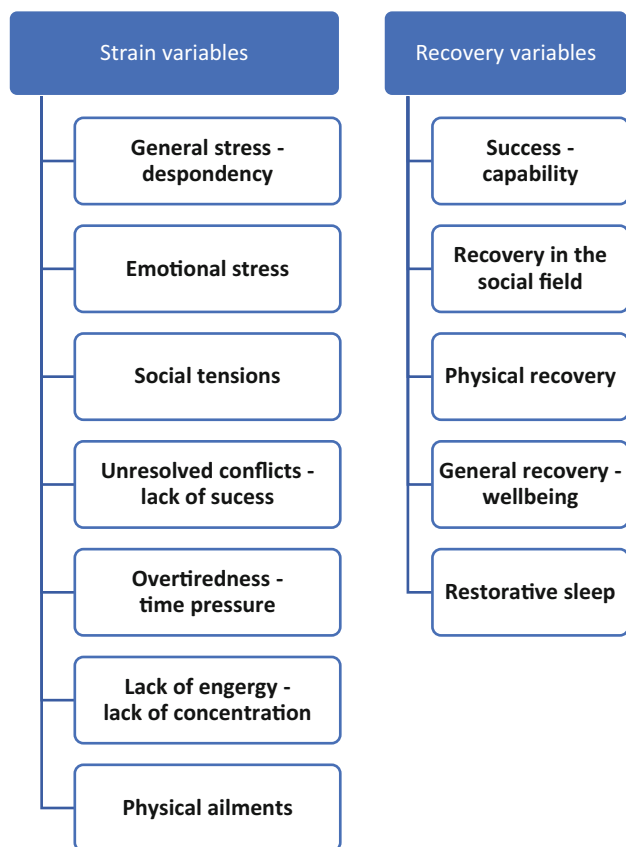 Strain variables
General stress -
despondency
Emotional stress
Social tensions
Unresolved conflicts -
lack of sucess
Overtiredness -
time pressure
Lack of engergy -
lack of concentration
Physical ailments
Recovery variables
Success -
capability
Recovery in the
social field
Physical recovery
General recovery -
wellbeing
Restorative sleep